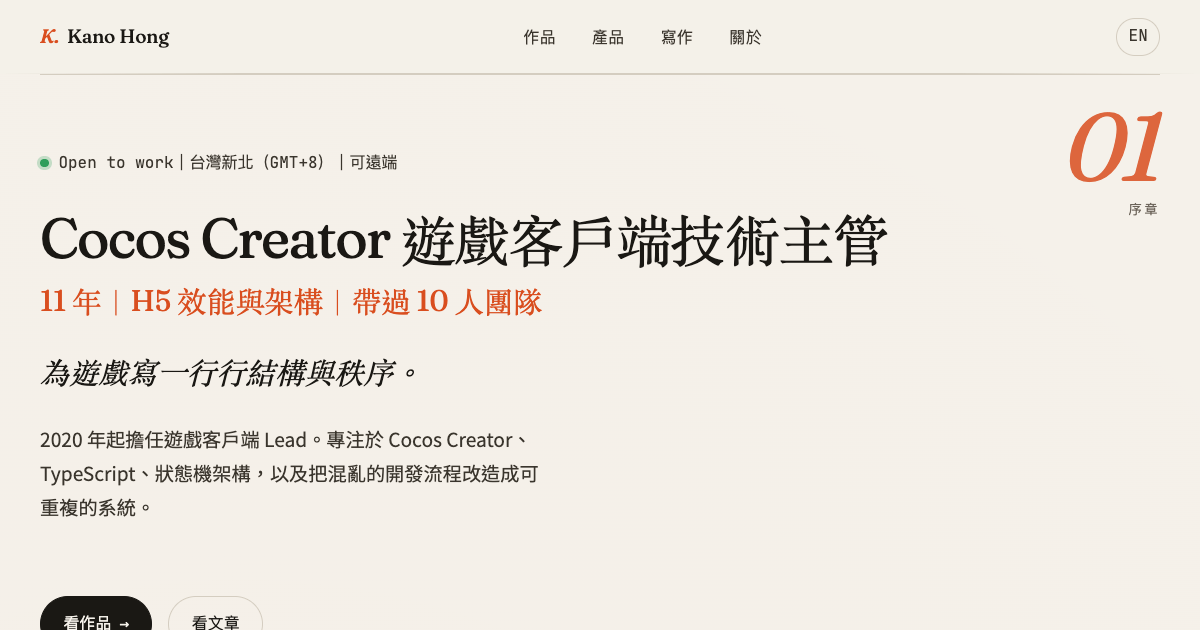 K. Kano Hong
作品 產品 寫作 關於
EN
01
序章
Open to work｜台灣新北（GMT+8）｜可遠端
Cocos Creator 遊戲客戶端技術主管
11 年｜H5 效能與架構｜帶過 10 人團隊
為遊戲寫一行行結構與秩序。
2020 年起擔任遊戲客戶端 Lead。專注於 Cocos Creator、
TypeScript、狀態機架構，以及把混亂的開發流程改造成可
重複的系統。
看作品 →
看文章